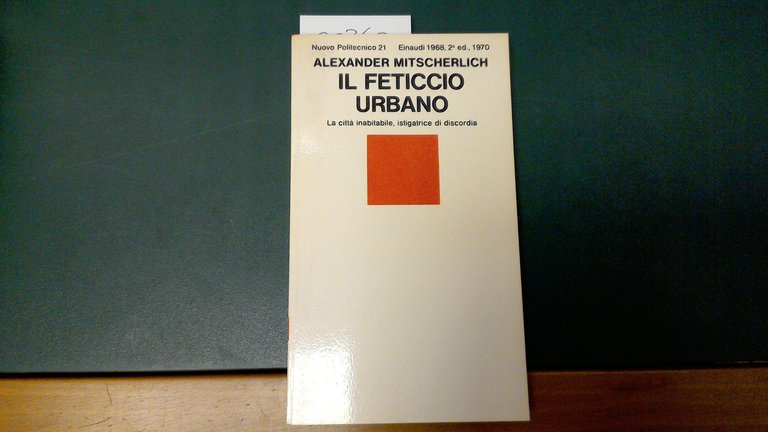 Nuovo Politecnico 21 Einaudi 1968, 2ª ed., 1970
ALEXANDER MITSCHERLICH
IL FETICCIO
URBANO
La città inabitabile, istigatrice di discordia